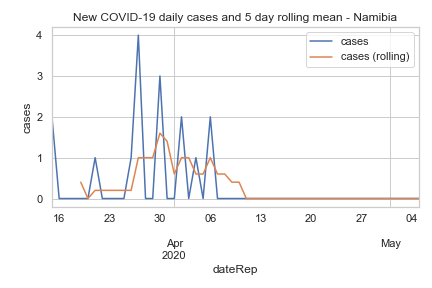 New COVID-19 daily cases and 5 day rolling mean - Namibia
cases
cases (rolling)
cases
4
3
2
1
0
16 23 30 06 13 20 27 04
Apr May
2020
dateRep